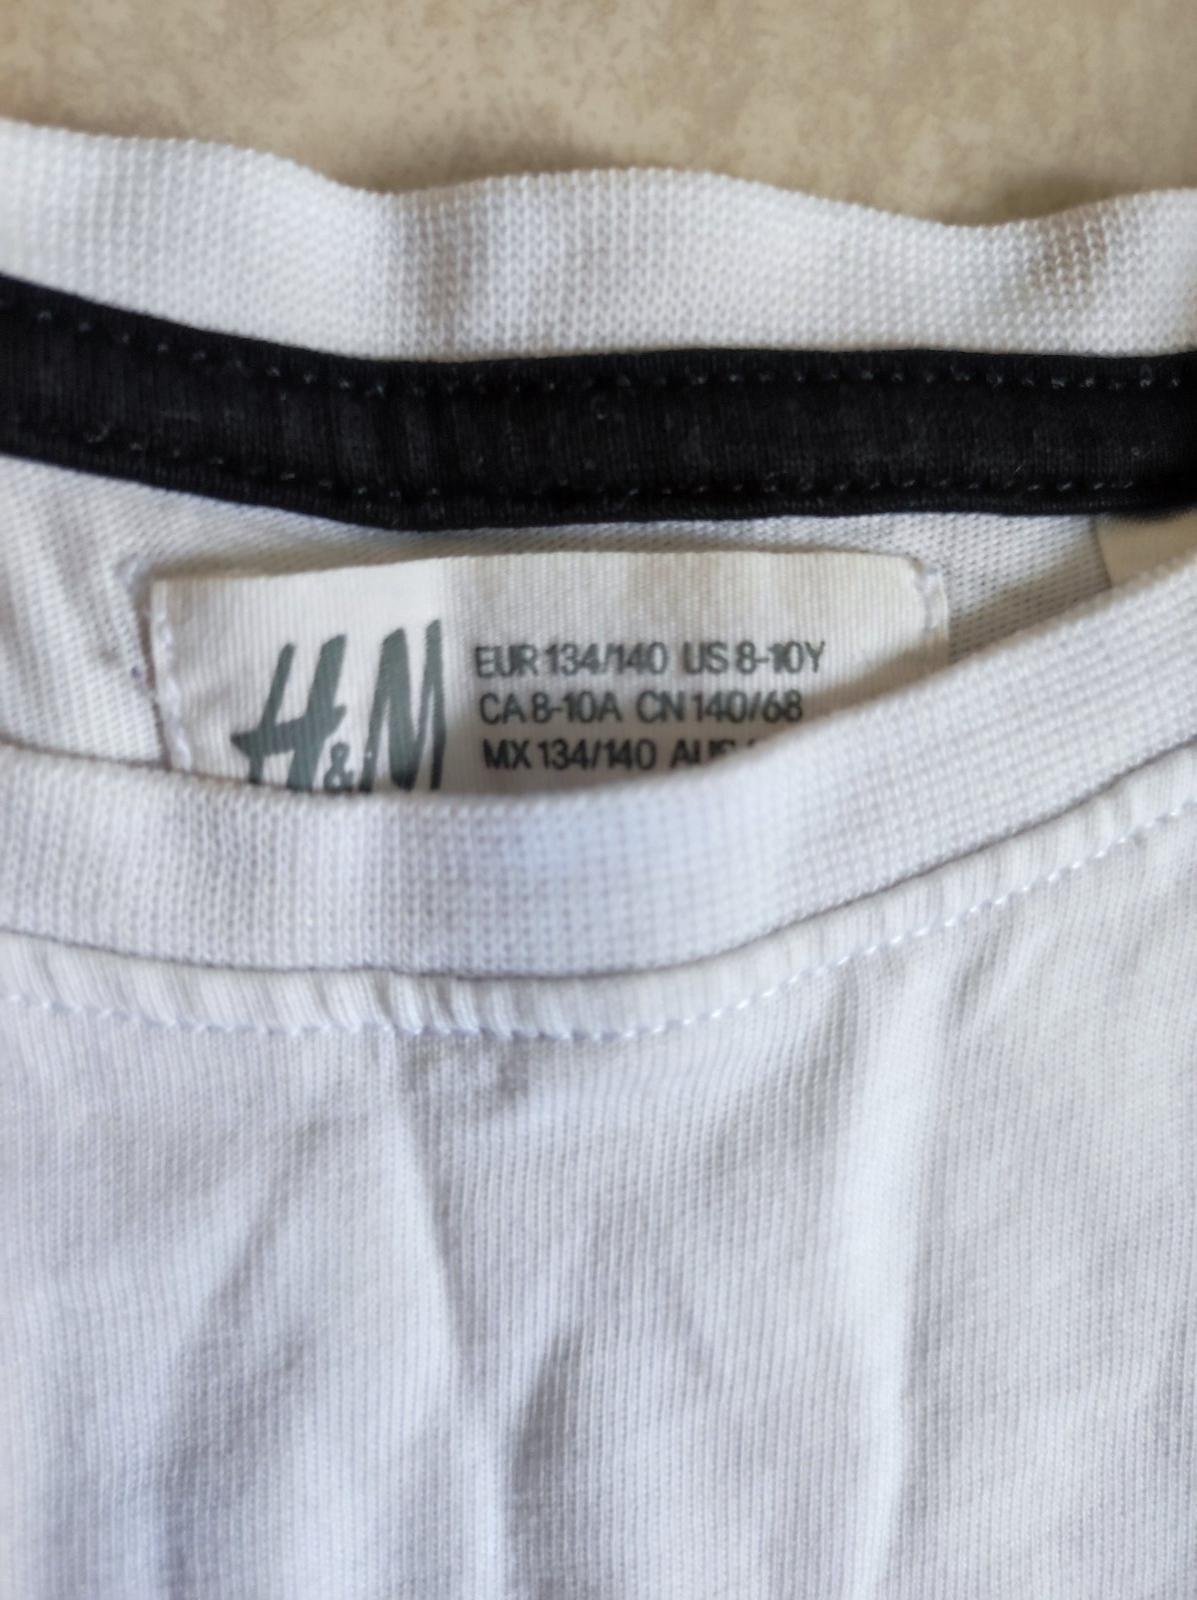 H&M
EUR 134/140 US 8-10Y
CA 8-10A CN 140/68
MX 134/140